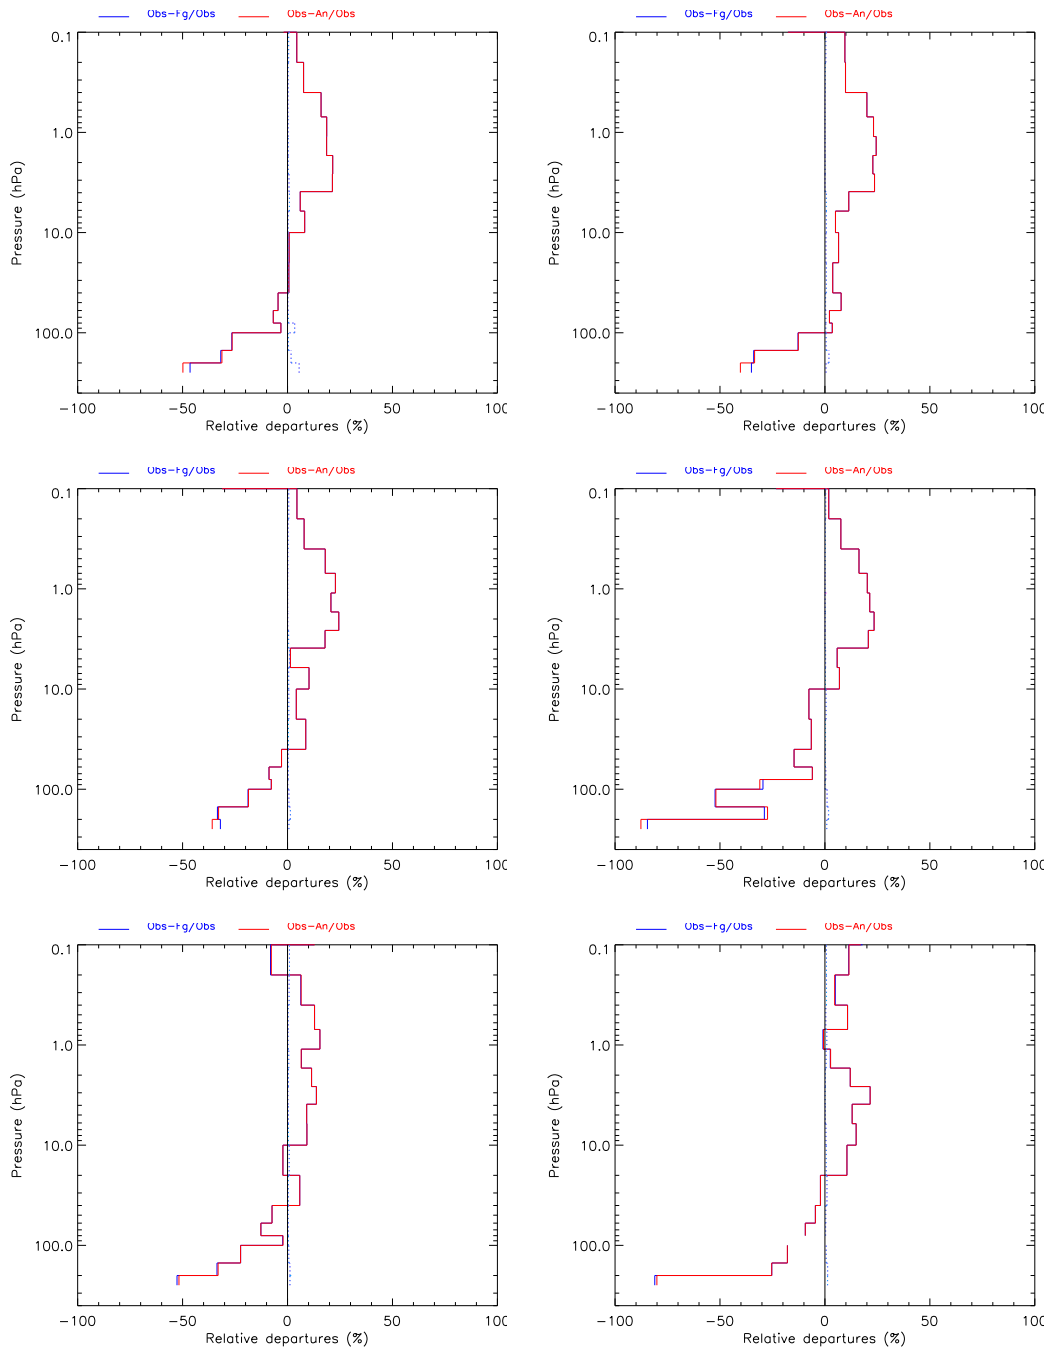 Obs-Fg/Obs Obs-An/Obs Obs-Fg/Obs Obs-An/Obs
0.1 0.1
1.0 1.0
Pressure (hPa) Pressure (hPa)
10.0 10.0
100.0 100.0
-100 -50 0 50 100 -100 -50 0 50 100
Relative departures (%) Relative departures (%)
Obs-Fg/Obs Obs-An/Obs Obs-Fg/Obs Obs-An/Obs
0.1 0.1
1.0 1.0
Pressure (hPa) Pressure (hPa)
10.0 10.0
100.0 100.0
-100 -50 0 50 100 -100 -50 0 50 100
Relative departures (%) Relative departures (%)
Obs-Fg/Obs Obs-An/Obs Obs-Fg/Obs Obs-An/Obs
0.1 0.1
1.0 1.0
Pressure (hPa) Pressure (hPa)
10.0 10.0
100.0 100.0
-100 -50 0 50 100 -100 -50 0 50 100
Relative departures (%) Relative departures (%)